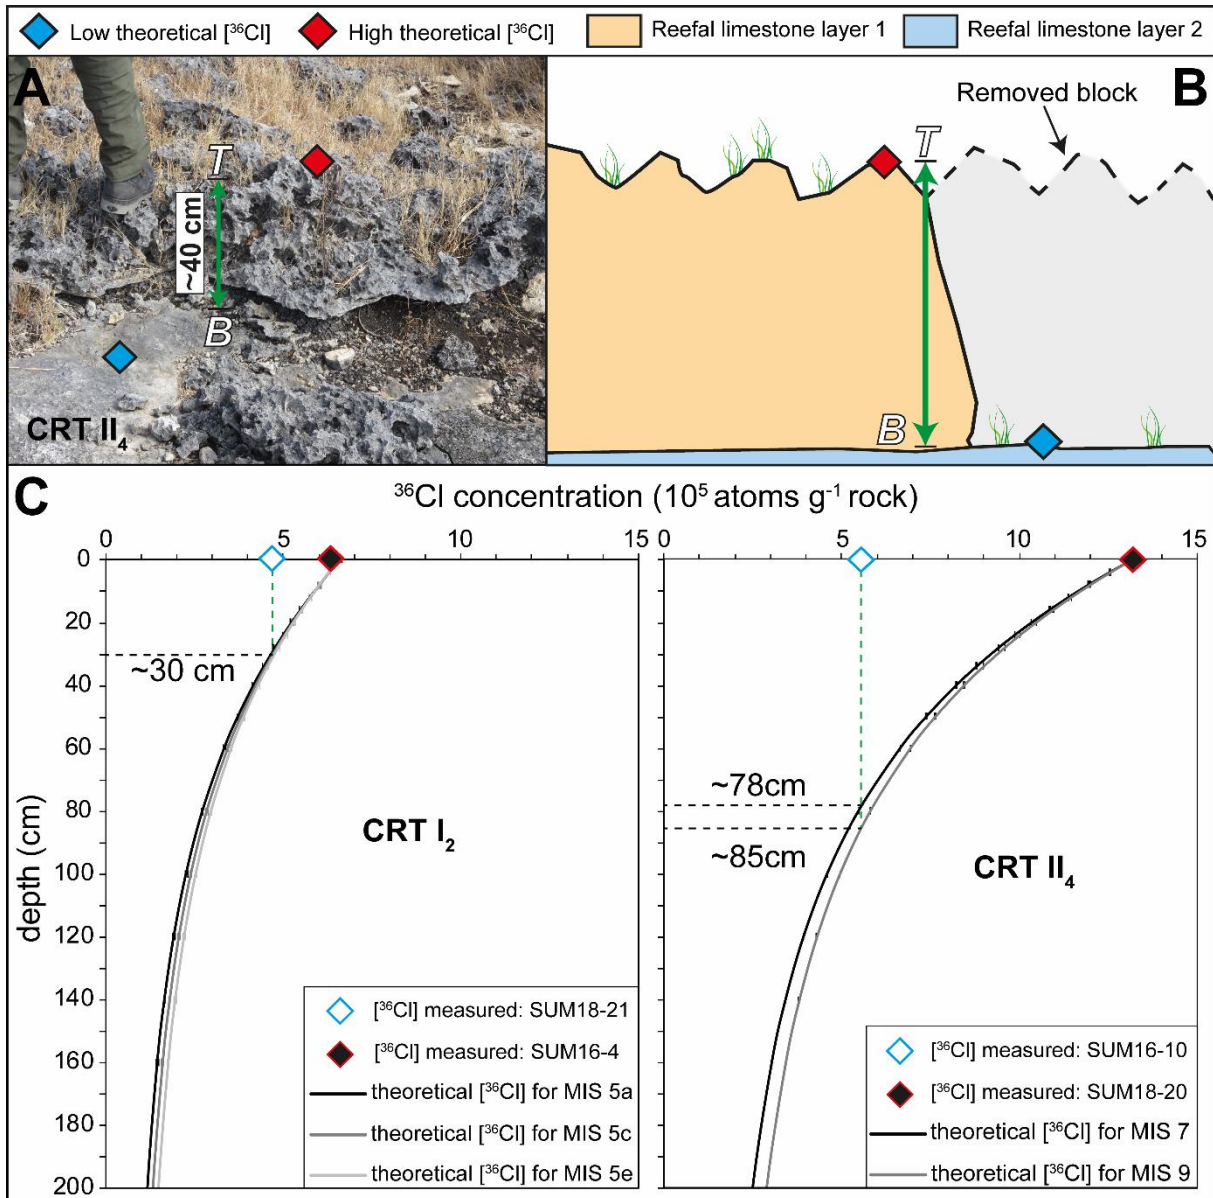 Low theoretical [³⁶Cl] High theoretical [³⁶Cl] Reefal limestone layer 1 Reefal limestone layer 2
A
T
~40 cm
B
CRT II₄
B
Removed block
T
B
C
³⁶Cl concentration (10⁵ atoms g⁻¹ rock)
0 5 10 15
0 5 10 15
depth (cm)
0
20
40
60
80
100
120
140
160
180
200
~30 cm
CRT I₂
[³⁶Cl] measured: SUM18-21
[³⁶Cl] measured: SUM16-4
theoretical [³⁶Cl] for MIS 5a
theoretical [³⁶Cl] for MIS 5c
theoretical [³⁶Cl] for MIS 5e
~78cm
~85cm
CRT II₄
[³⁶Cl] measured: SUM16-10
[³⁶Cl] measured: SUM18-20
theoretical [³⁶Cl] for MIS 7
theoretical [³⁶Cl] for MIS 9